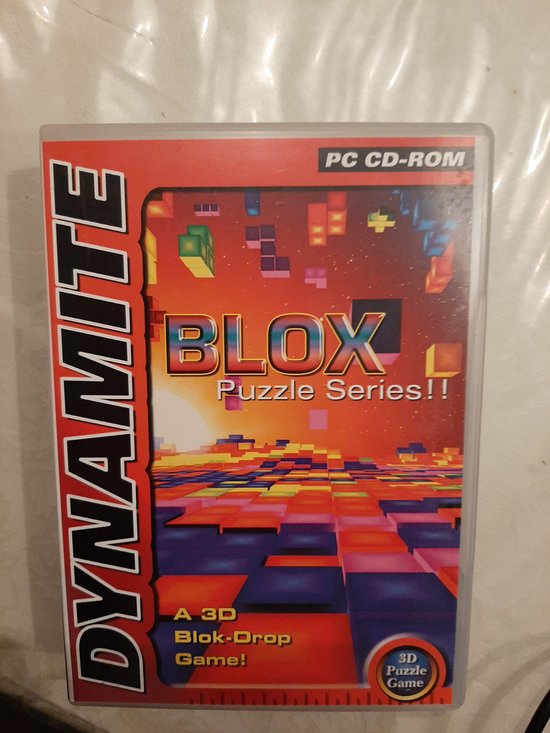 PC CD-ROM
DYNAMITE
BLOX
Puzzle Series!!
A 3D
Blok-Drop
Game!
3D
Puzzle
Game